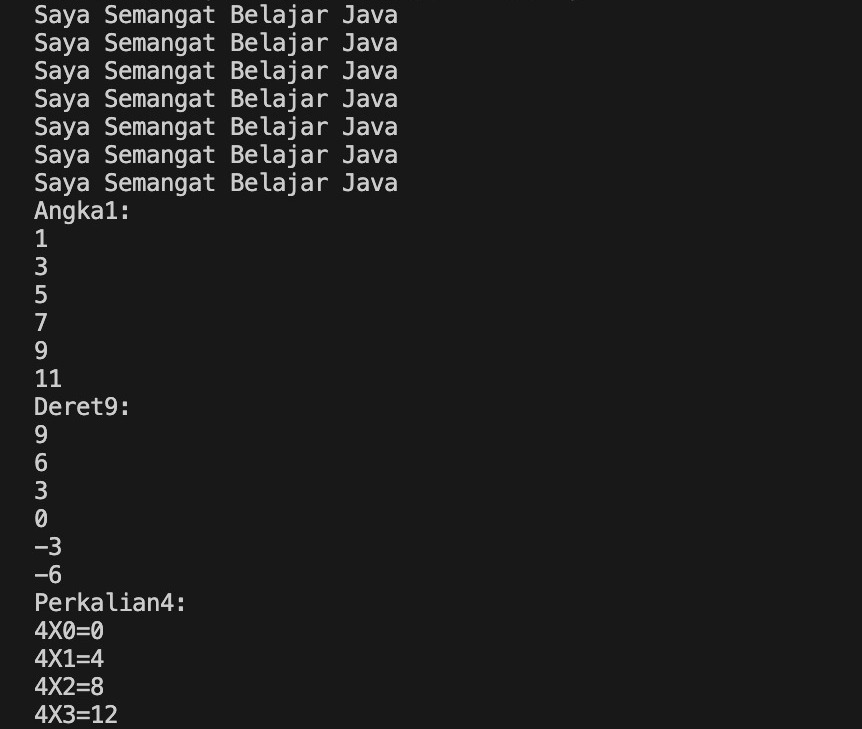 Saya Semangat Belajar Java
Saya Semangat Belajar Java
Saya Semangat Belajar Java
Saya Semangat Belajar Java
Saya Semangat Belajar Java
Saya Semangat Belajar Java
Saya Semangat Belajar Java
Angka1:
1
3
5
7
9
11
Deret9:
9
6
3
0
-3
-6
Perkalian4:
4X0=0
4X1=4
4X2=8
4X3=12